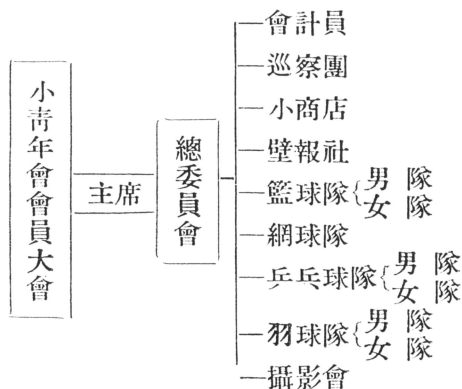 小靑年會會員大會
主席
總委員會
會計員
巡察團
小商店
壁報社
籃球隊{男隊
女隊
網球隊
乒乓球隊{男隊
女隊
羽球隊{男隊
女隊
攝影會